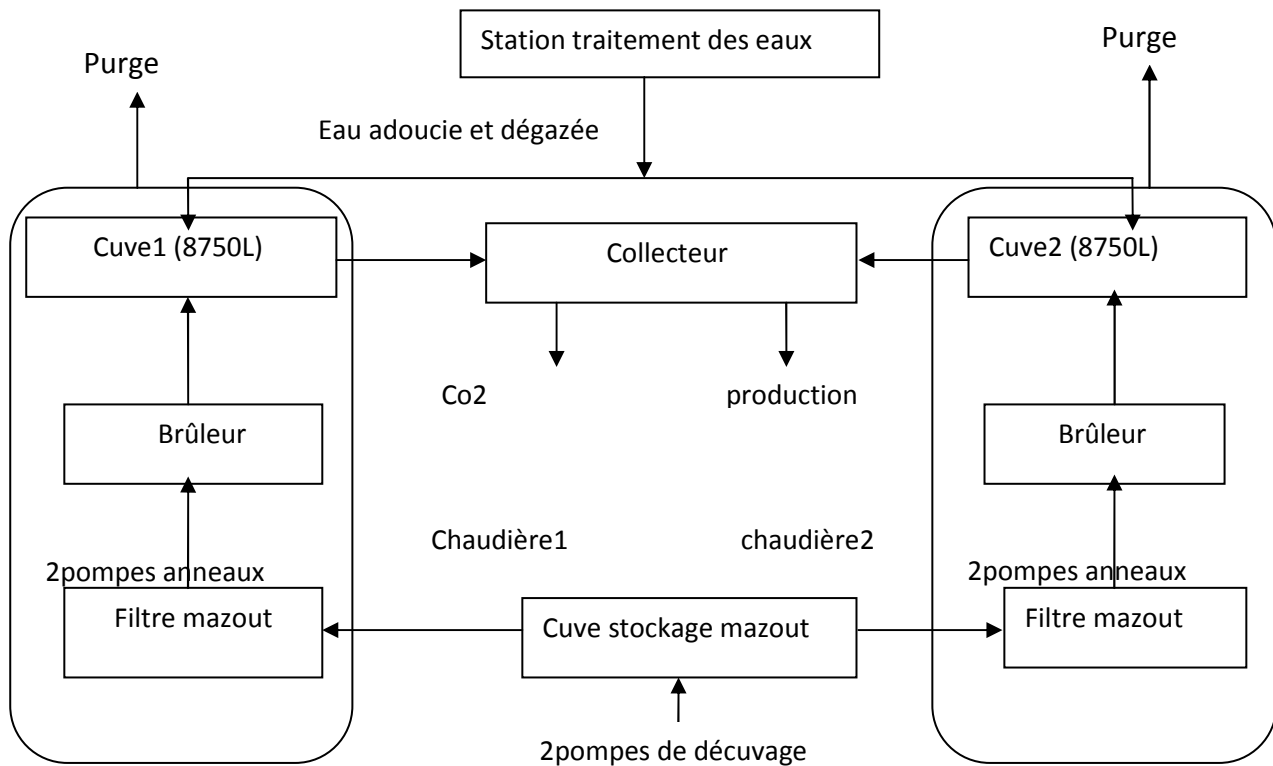 Station traitement des eaux
Purge
Purge
Eau adoucie et dégazée
Cuve1 (8750L)
Collecteur
Cuve2 (8750L)
Co2
production
Brûleur
Brûleur
Chaudière1
chaudière2
2pompes anneaux
2pompes anneaux
Filtre mazout
Cuve stockage mazout
Filtre mazout
2pompes de décuvage